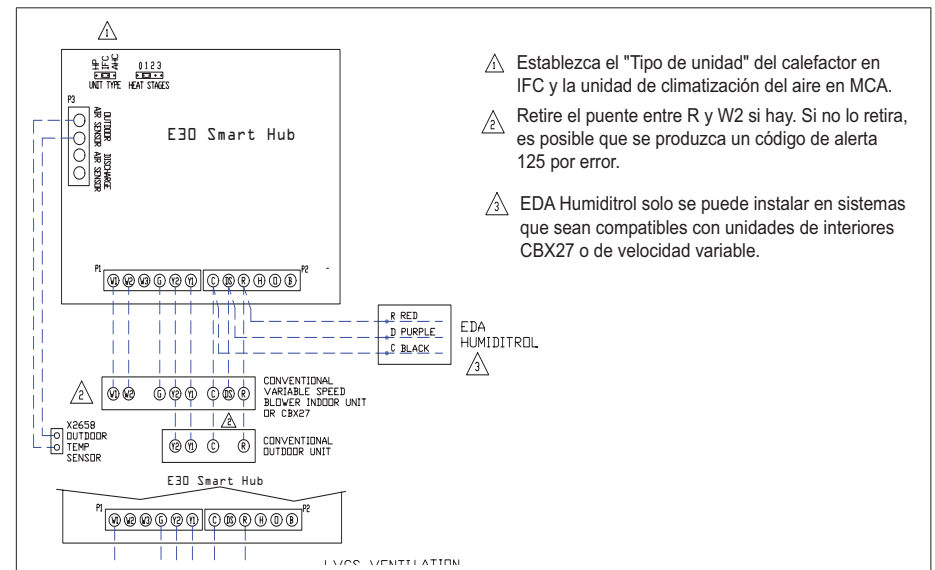 1
HP
IFC
AHC
0 1 2 3
UNIT TYPE HEAT STAGES
P3
OUTDOOR
AIR SENSOR
DISCHARGE
AIR SENSOR
E30 Smart Hub
P1
W1 W2 W3 G Y2 Y1 C DS R H O B
P2
R RED
D PURPLE
C BLACK
EDA
HUMIDITROL
3
2
W1 W2 G Y2 Y1 C DS R
CONVENTIONAL
VARIABLE SPEED
BLOWER INDOOR UNIT
OR CBX27
2
Y2 Y1 C R
CONVENTIONAL
OUTDOOR UNIT
X2658
OUTDOOR
TEMP
SENSOR
E30 Smart Hub
P1
W1 W2 W3 G Y2 Y1 C DS R H O B
P2
LVCS VENTILATION
1 Establezca el "Tipo de unidad" del calefactor en
IFC y la unidad de climatización del aire en MCA.
2 Retire el puente entre R y W2 si hay. Si no lo retira,
es posible que se produzca un código de alerta
125 por error.
3 EDA Humiditrol solo se puede instalar en sistemas
que sean compatibles con unidades de interiores
CBX27 o de velocidad variable.